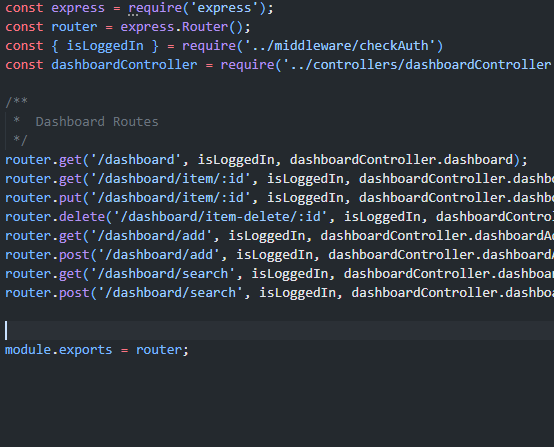 const express = require('express');
const router = express.Router();
const { isLoggedIn } = require('../middleware/checkAuth')
const dashboardController = require('../controllers/dashboardController
/**
* Dashboard Routes
*/
router.get('/dashboard', isLoggedIn, dashboardController.dashboard);
router.get('/dashboard/item/:id', isLoggedIn, dashboardController.dashbo
router.put('/dashboard/item/:id', isLoggedIn, dashboardController.dashbo
router.delete('/dashboard/item-delete/:id', isLoggedIn, dashboardControl
router.get('/dashboard/add', isLoggedIn, dashboardController.dashboardAd
router.post('/dashboard/add', isLoggedIn, dashboardController.dashboardA
router.get('/dashboard/search', isLoggedIn, dashboardController.dashboar
router.post('/dashboard/search', isLoggedIn, dashboardController.dashboa
module.exports = router;